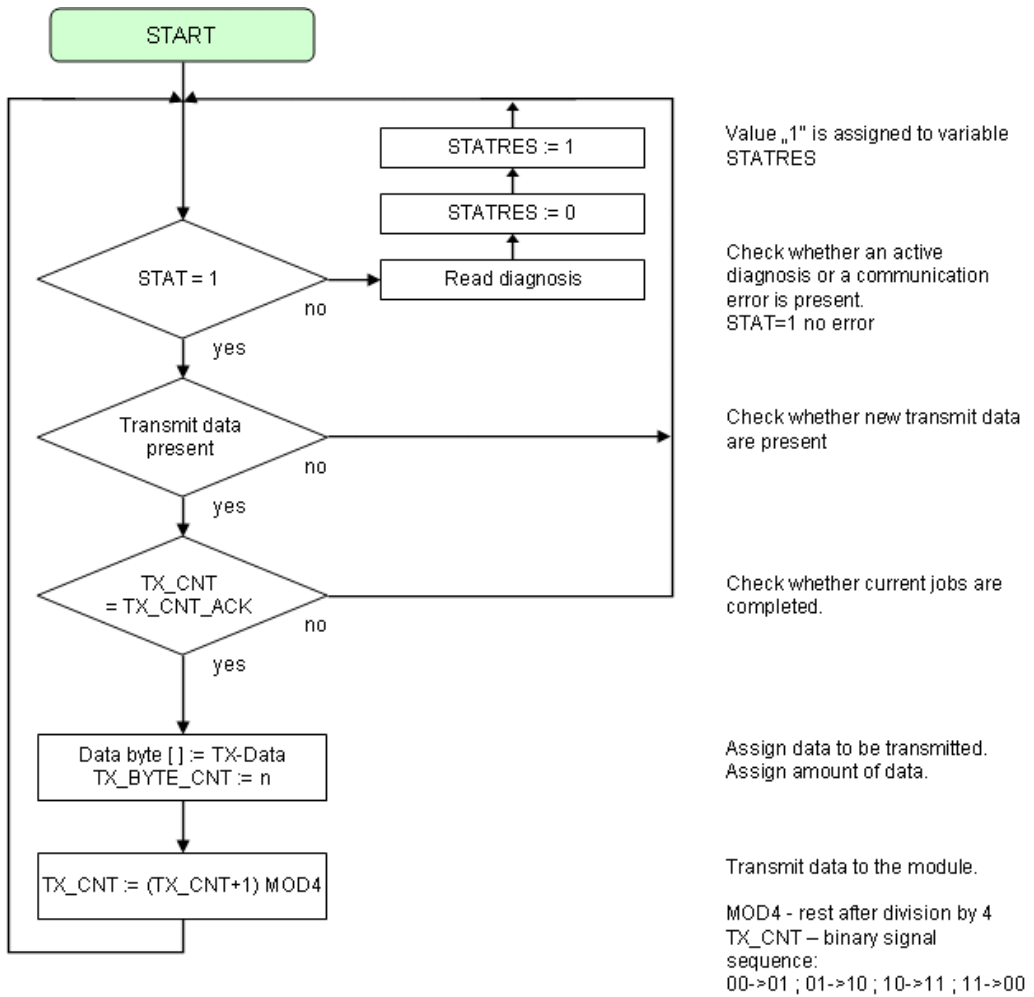 START
STATRES := 1
Value „1" is assigned to variable
STATRES
STATRES := 0
STAT = 1
Read diagnosis
no
yes
Check whether an active
diagnosis or a communication
error is present.
STAT=1 no error
Transmit data
present
no
yes
Check whether new transmit data
are present
TX_CNT
= TX_CNT_ACK
no
yes
Check whether current jobs are
completed.
Data byte [ ] := TX-Data
TX_BYTE_CNT := n
Assign data to be transmitted.
Assign amount of data.
TX_CNT := (TX_CNT+1) MOD4
Transmit data to the module.
MOD4 - rest after division by 4
TX_CNT – binary signal
sequence:
00->01 ; 01->10 ; 10->11 ; 11->00